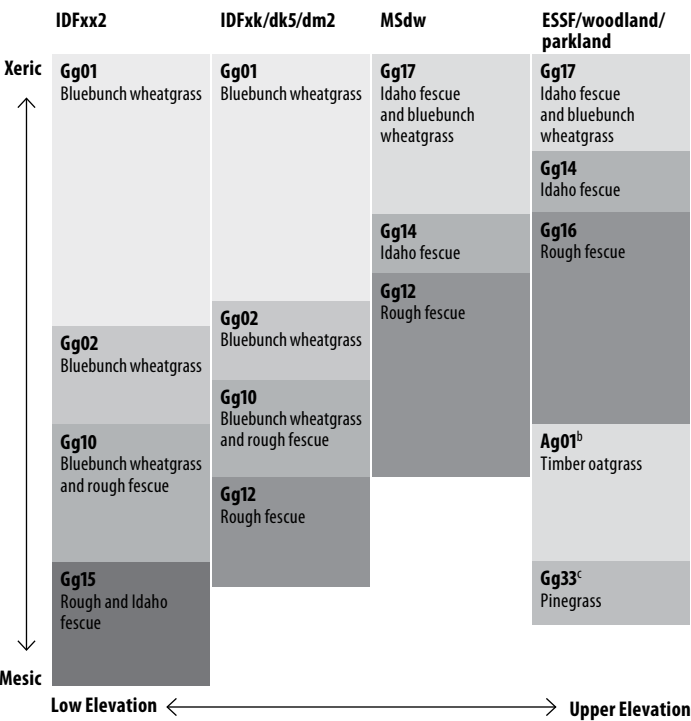 IDFxx2
IDFxk/dk5/dm2
MSdw
ESSF/woodland/
parkland
Xeric
Gg01
Bluebunch wheatgrass
Gg02
Bluebunch wheatgrass
Gg10
Bluebunch wheatgrass
and rough fescue
Gg15
Rough and Idaho
fescue
Gg01
Bluebunch wheatgrass
Gg02
Bluebunch wheatgrass
Gg10
Bluebunch wheatgrass
and rough fescue
Gg12
Rough fescue
Gg17
Idaho fescue
and bluebunch
wheatgrass
Gg14
Idaho fescue
Gg12
Rough fescue
Gg17
Idaho fescue
and bluebunch
wheatgrass
Gg14
Idaho fescue
Gg16
Rough fescue
Ag01ᵇ
Timber oatgrass
Gg33ᶜ
Pinegrass
Mesic
Low Elevation
Upper Elevation